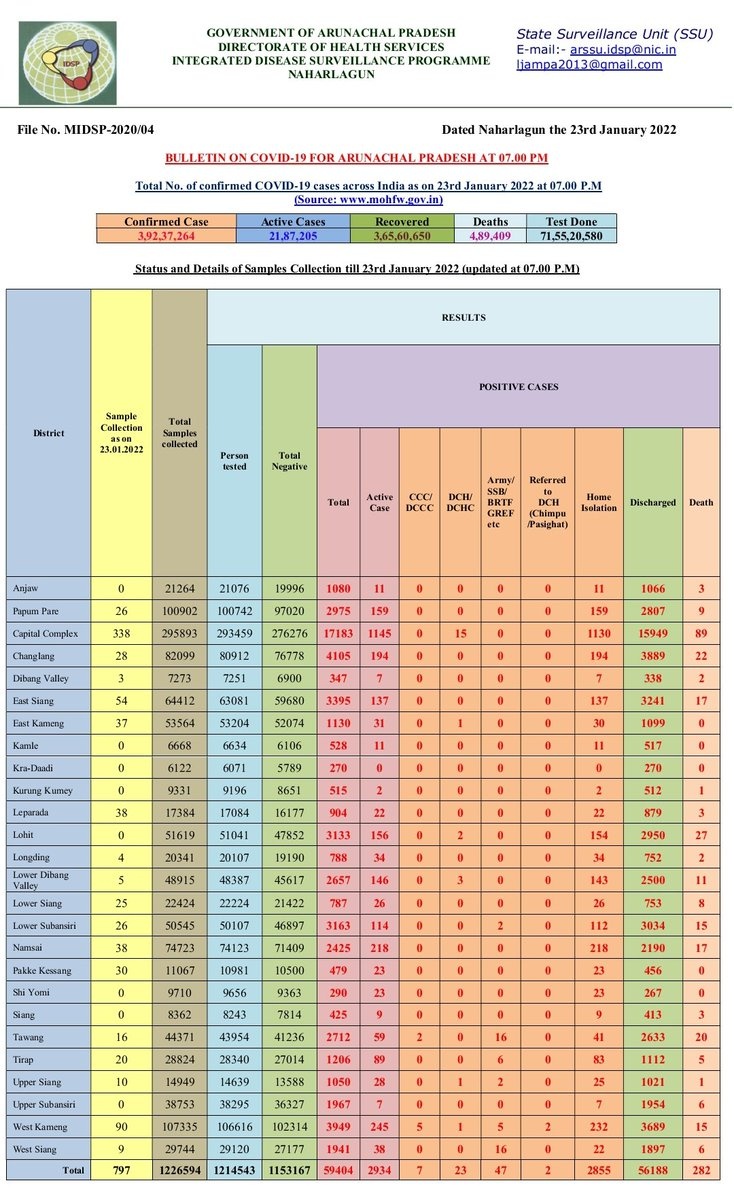 IDSP
GOVERNMENT OF ARUNACHAL PRADESH
DIRECTORATE OF HEALTH SERVICES
INTEGRATED DISEASE SURVEILLANCE PROGRAMME
NAHARLAGUN
State Surveillance Unit (SSU)
E-mail:- arssu.idsp@nic.in
ljampa2013@gmail.com
File No. MIDSP-2020/04 Dated Naharlagun the 23rd January 2022
BULLETIN ON COVID-19 FOR ARUNACHAL PRADESH AT 07.00 PM
Total No. of confirmed COVID-19 cases across India as on 23rd January 2022 at 07.00 P.M
(Source: www.mohfw.gov.in)
Confirmed Case Active Cases Recovered Deaths Test Done
3,92,37,264 21,87,205 3,65,60,650 4,89,409 71,55,20,580
Status and Details of Samples Collection till 23rd January 2022 (updated at 07.00 P.M)
District
Sample
Collection
as on
23.01.2022
Total
Samples
collected
RESULTS
Person
tested
Total
Negative
POSITIVE CASES
Total
Active
Case
CCC/
DCCC
DCH/
DCHC
Army/
SSB/
BRTF
GREF
etc
Referred
to
DCH
(Chimpu
/Pasighat)
Home
Isolation
Discharged
Death
Anjaw 0 21264 21076 19996 1080 11 0 0 0 0 11 1066 3
Papum Pare 26 100902 100742 97020 2975 159 0 0 0 0 159 2807 9
Capital Complex 338 295893 293459 276276 17183 1145 0 15 0 0 1130 15949 89
Changlang 28 82099 80912 76778 4105 194 0 0 0 0 194 3889 22
Dibang Valley 3 7273 7251 6900 347 7 0 0 0 0 7 338 2
East Siang 54 64412 63081 59680 3395 137 0 0 0 0 137 3241 17
East Kameng 37 53564 53204 52074 1130 31 0 1 0 0 30 1099 0
Kamle 0 6668 6634 6106 528 11 0 0 0 0 11 517 0
Kra-Daadi 0 6122 6071 5789 270 0 0 0 0 0 0 270 0
Kurung Kumey 0 9331 9196 8651 515 2 0 0 0 0 2 512 1
Leparada 38 17384 17084 16177 904 22 0 0 0 0 22 879 3
Lohit 0 51619 51041 47852 3133 156 0 2 0 0 154 2950 27
Longding 4 20341 20107 19190 788 34 0 0 0 0 34 752 2
Lower Dibang
Valley 5 48915 48387 45617 2657 146 0 3 0 0 143 2500 11
Lower Siang 25 22424 22224 21422 787 26 0 0 0 0 26 753 8
Lower Subansiri 26 50545 50107 46897 3163 114 0 0 2 0 112 3034 15
Namsai 38 74723 74123 71409 2425 218 0 0 0 0 218 2190 17
Pakke Kessang 30 11067 10981 10500 479 23 0 0 0 0 23 456 0
Shi Yomi 0 9710 9656 9363 290 23 0 0 0 0 23 267 0
Siang 0 8362 8243 7814 425 9 0 0 0 0 9 413 3
Tawang 16 44371 43954 41236 2712 59 2 0 16 0 41 2633 20
Tirap 20 28824 28340 27014 1206 89 0 0 6 0 83 1112 5
Upper Siang 10 14949 14639 13588 1050 28 0 1 2 0 25 1021 1
Upper Subansiri 0 38753 38295 36327 1967 7 0 0 0 0 7 1954 6
West Kameng 90 107335 106616 102314 3949 245 5 1 5 2 232 3689 15
West Siang 9 29744 29120 27177 1941 38 0 0 16 0 22 1897 6
Total 797 1226594 1214543 1153167 59404 2934 7 23 47 2 2855 56188 282